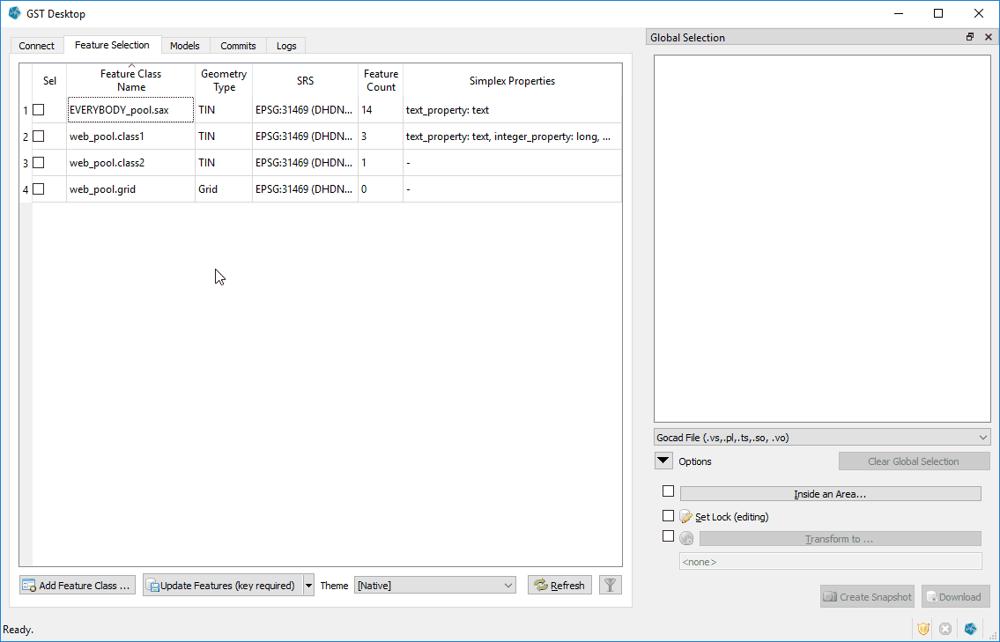 GST Desktop
Connect
Feature Selection
Models
Commits
Logs
Sel
Feature Class
Name
Geometry
Type
SRS
Feature
Count
Simplex Properties
1 EVERYBODY_pool.sax TIN EPSG:31469 (DHDN... 14 text_property: text
2 web_pool.class1 TIN EPSG:31469 (DHDN... 3 text_property: text, integer_property: long, ...
3 web_pool.class2 TIN EPSG:31469 (DHDN... 1 -
4 web_pool.grid Grid EPSG:31469 (DHDN... 0 -
Add Feature Class ...
Update Features (key required)
Theme
[Native]
Refresh
Global Selection
Gocad File (.vs,.pl,.ts,.so, .vo)
Options
Clear Global Selection
Inside an Area...
Set Lock (editing)
Transform to ...
<none>
Create Snapshot
Download
Ready.